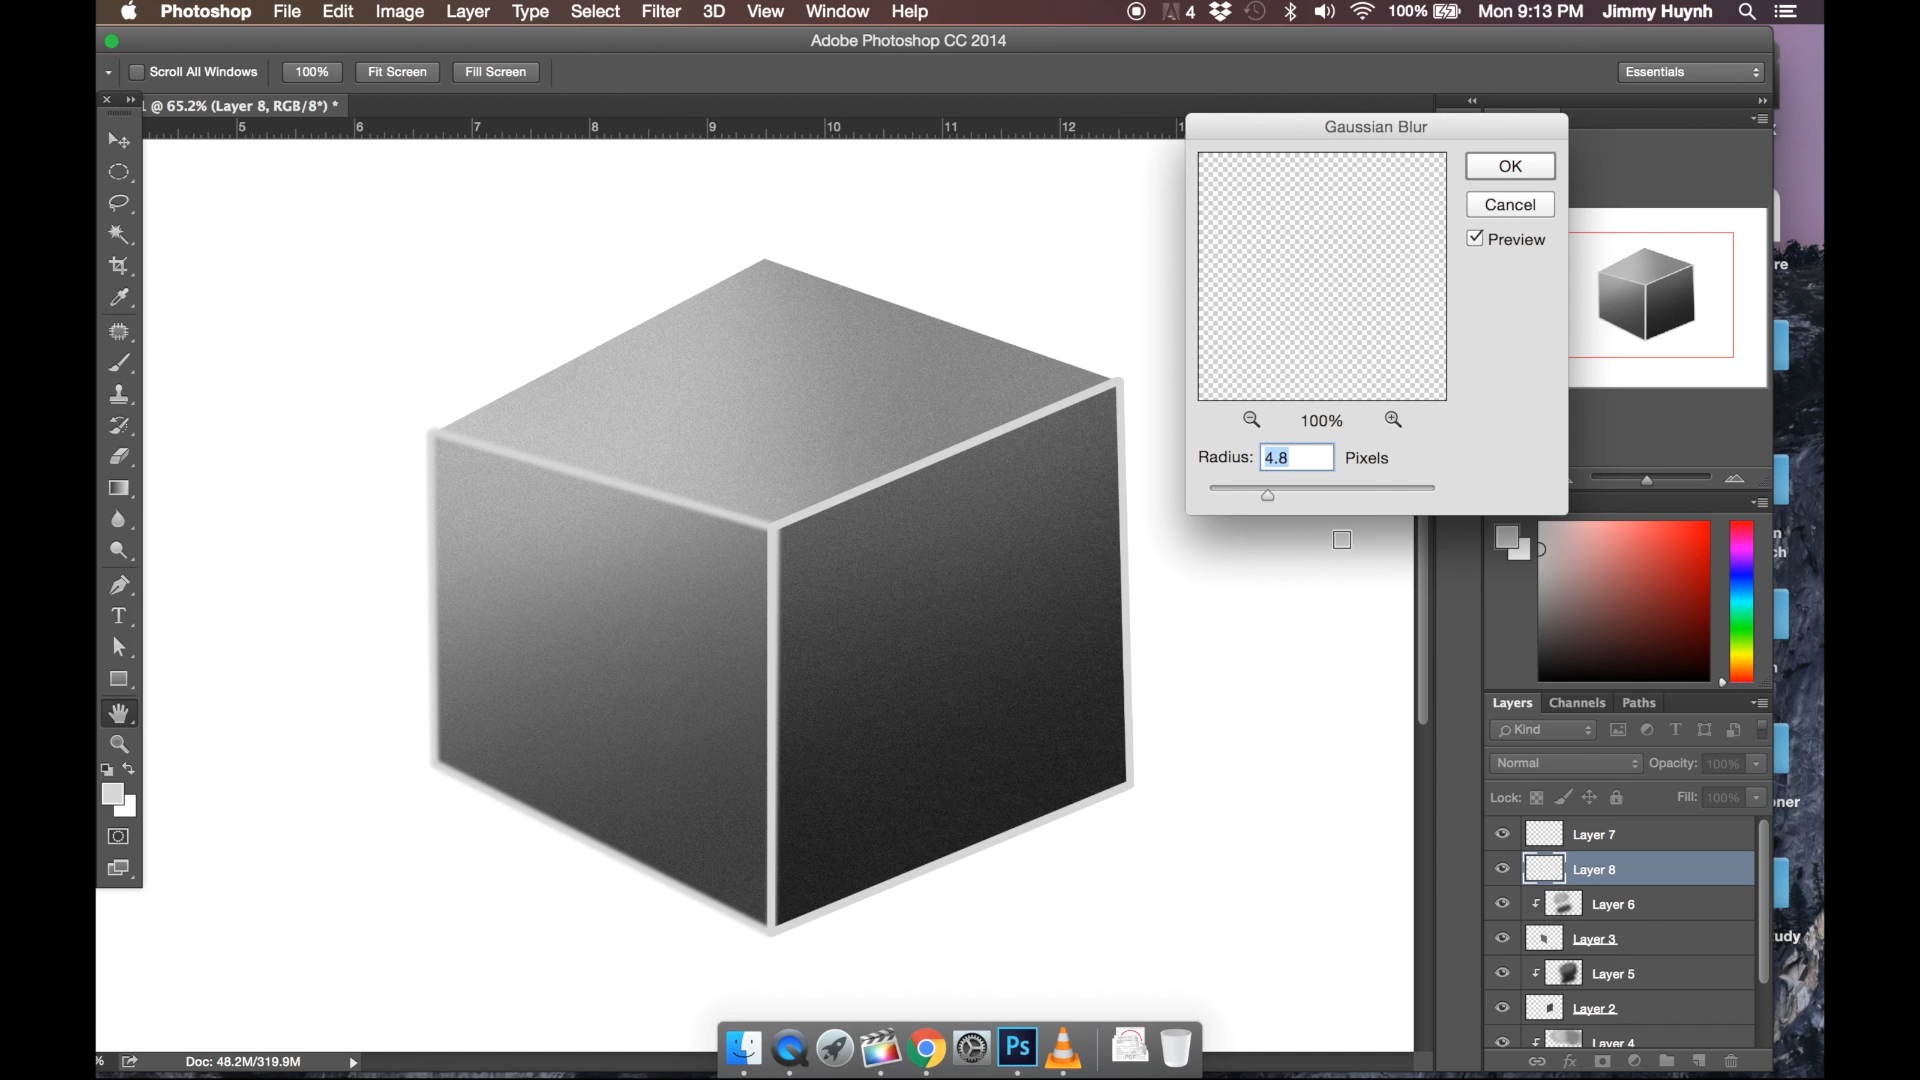 Photoshop File Edit Image Layer Type Select Filter 3D View Window Help 4 100% Mon 9:13 PM Jimmy Huynh
Adobe Photoshop CC 2014
Scroll All Windows 100% Fit Screen Fill Screen Essentials
@ 65.2% (Layer 8, RGB/8*) *
5 6 7 8 9 10 11 12
Gaussian Blur
OK
Cancel
Preview
100%
Radius: 4.8 Pixels
Layers Channels Paths
Kind
Normal Opacity: 100%
Lock: Fill: 100%
Layer 7
Layer 8
Layer 6
Layer 3
Layer 5
Layer 2
Layer 4
T
Ps
Doc: 48.2M/319.9M